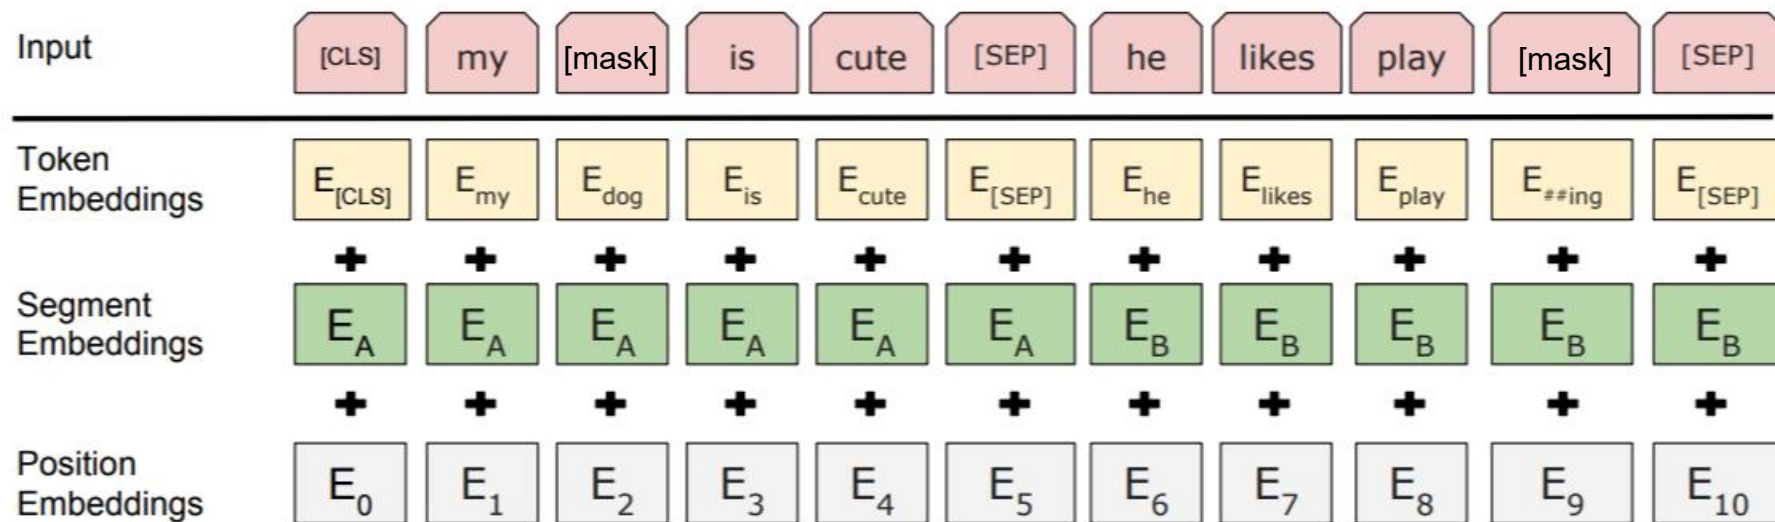 Input [CLS] my [mask] is cute [SEP] he likes play [mask] [SEP]
Token Embeddings E[CLS] Emy Edog Eis Ecute E[SEP] Ehe Elikes Eplay E##ing E[SEP]
+ + + + + + + + + + +
Segment Embeddings EA EA EA EA EA EA EB EB EB EB EB
+ + + + + + + + + + +
Position Embeddings E0 E1 E2 E3 E4 E5 E6 E7 E8 E9 E10